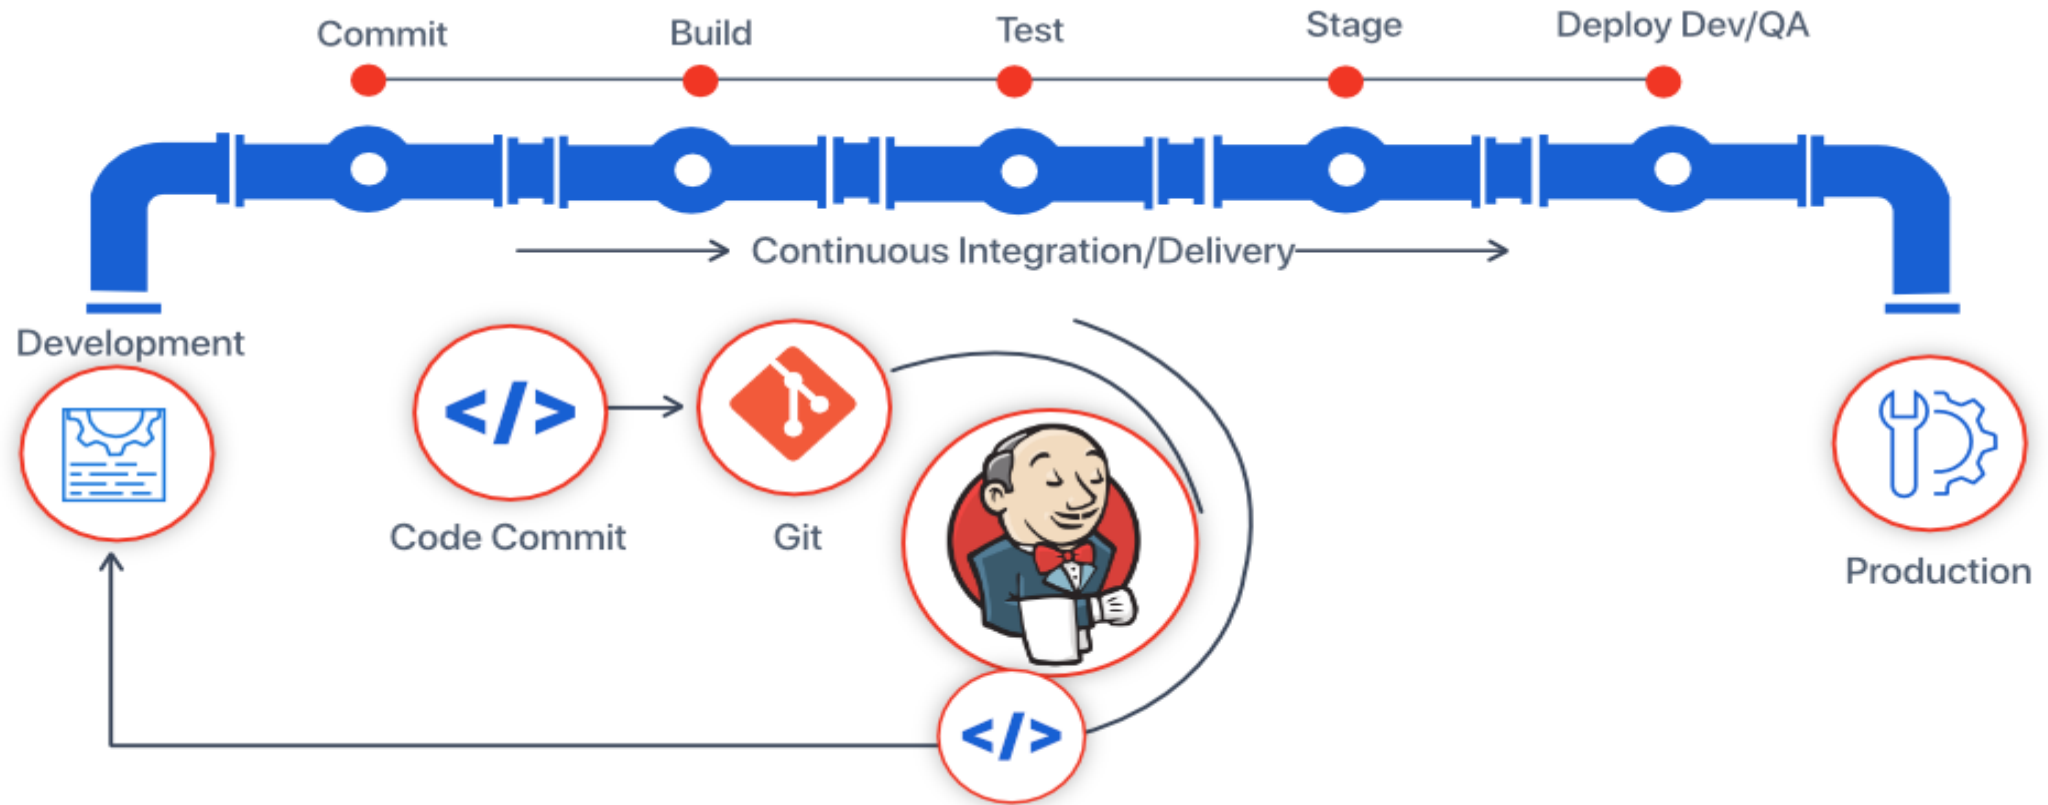 Commit
Build
Test
Stage
Deploy Dev/QA
Continuous Integration/Delivery
Development
</>
Code Commit
Git
Production
</>